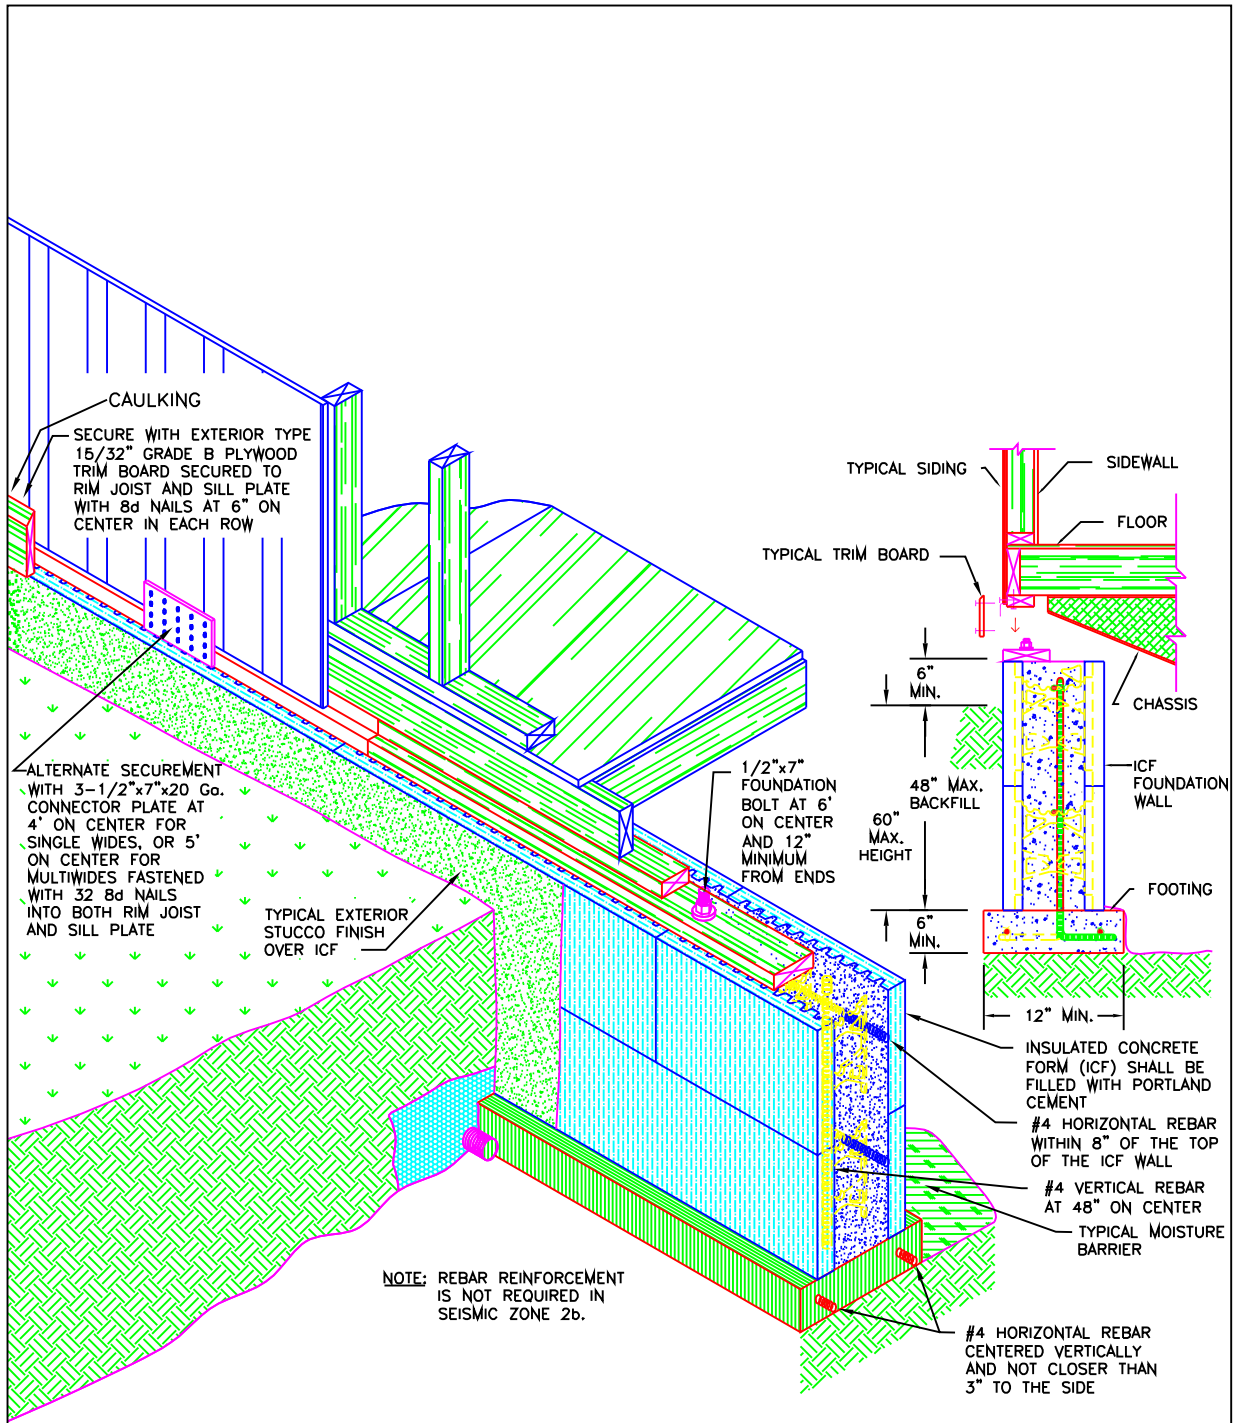 CAULKING
SECURE WITH EXTERIOR TYPE
15/32" GRADE B PLYWOOD
TRIM BOARD SECURED TO
RIM JOIST AND SILL PLATE
WITH 8d NAILS AT 6" ON
CENTER IN EACH ROW
ALTERNATE SECUREMENT
WITH 3-1/2"x7"x20 Ga.
CONNECTOR PLATE AT
4' ON CENTER FOR
SINGLE WIDES, OR 5'
ON CENTER FOR
MULTIWIDES FASTENED
WITH 32 8d NAILS
INTO BOTH RIM JOIST
AND SILL PLATE
TYPICAL EXTERIOR
STUCCO FINISH
OVER ICF
1/2"x7"
FOUNDATION
BOLT AT 6'
ON CENTER
AND 12"
MINIMUM
FROM ENDS
TYPICAL SIDING
SIDEWALL
FLOOR
TYPICAL TRIM BOARD
6"
MIN.
CHASSIS
ICF
FOUNDATION
WALL
48" MAX.
BACKFILL
60"
MAX.
HEIGHT
FOOTING
6"
MIN.
12" MIN.
INSULATED CONCRETE
FORM (ICF) SHALL BE
FILLED WITH PORTLAND
CEMENT
#4 HORIZONTAL REBAR
WITHIN 8" OF THE TOP
OF THE ICF WALL
#4 VERTICAL REBAR
AT 48" ON CENTER
TYPICAL MOISTURE
BARRIER
NOTE: REBAR REINFORCEMENT
IS NOT REQUIRED IN
SEISMIC ZONE 2b.
#4 HORIZONTAL REBAR
CENTERED VERTICALLY
AND NOT CLOSER THAN
3" TO THE SIDE